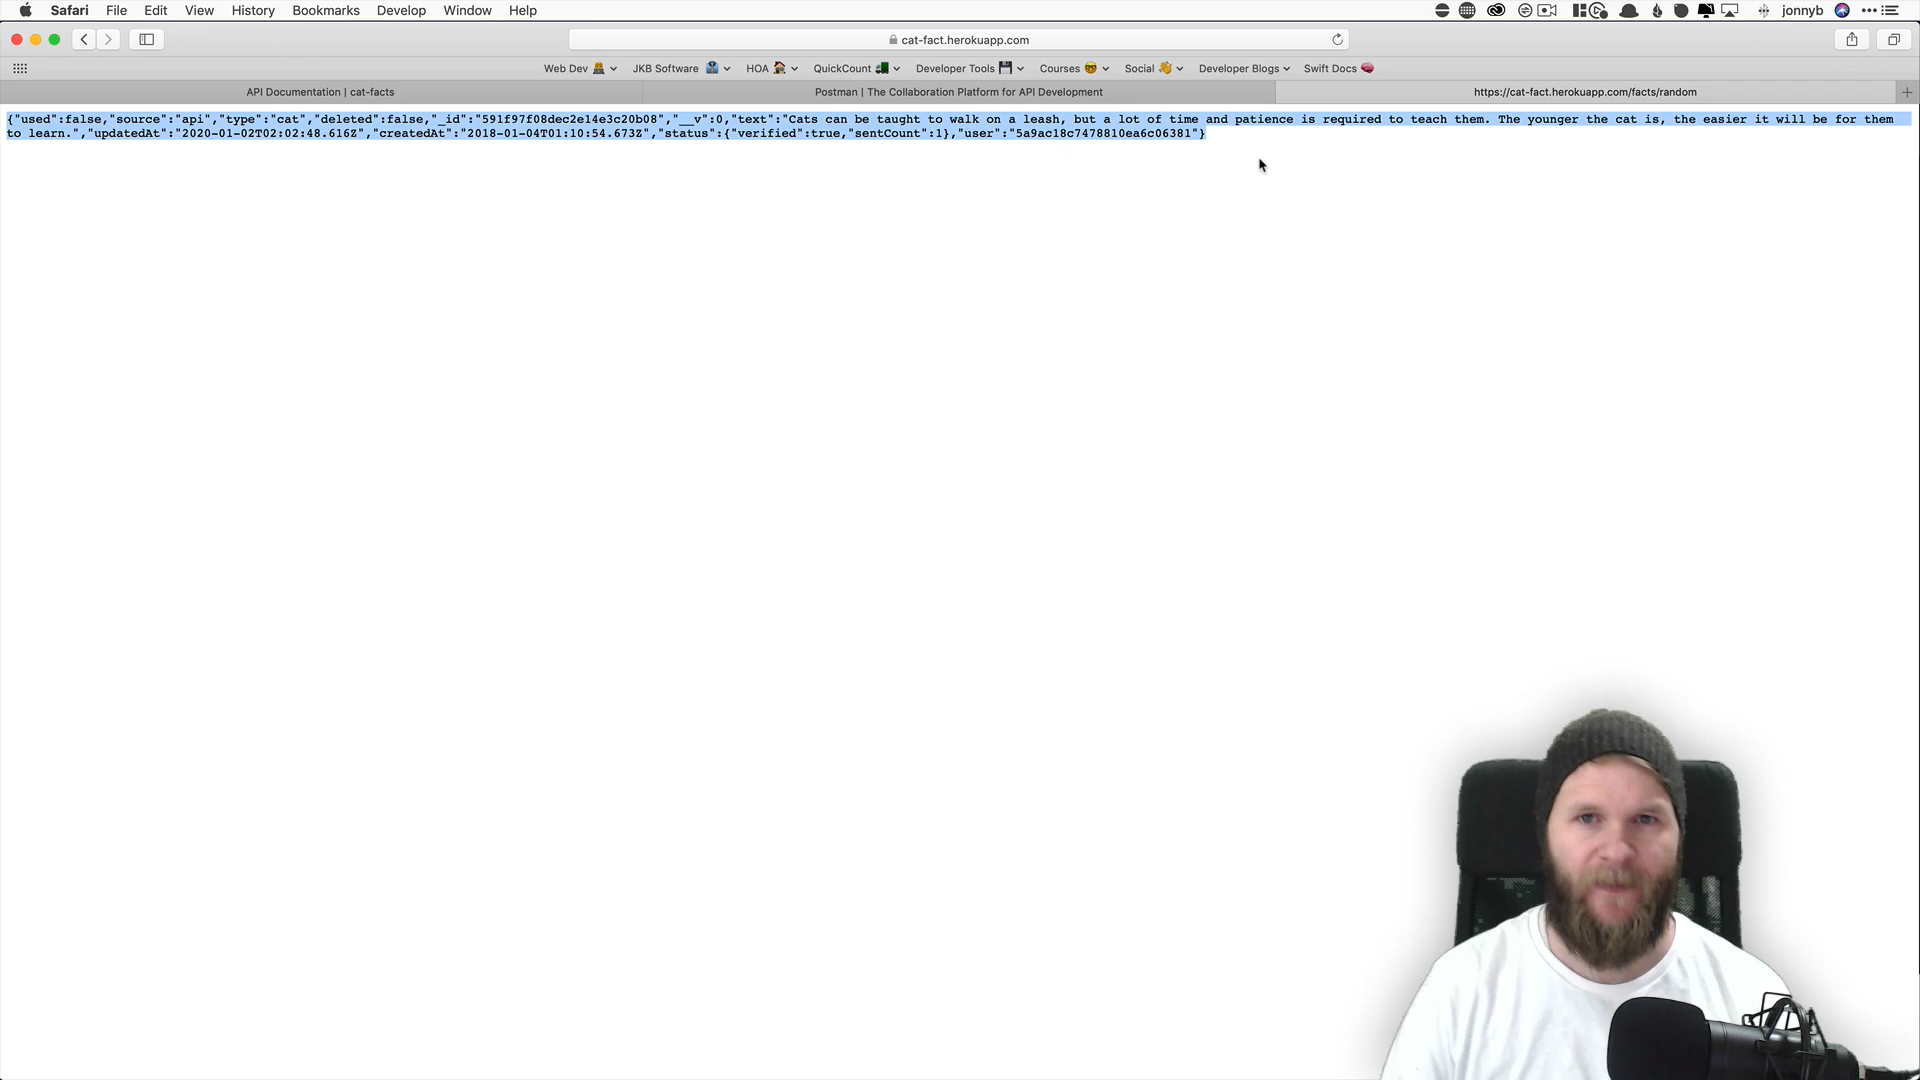 Safari File Edit View History Bookmarks Develop Window Help jonnyb
cat-fact.herokuapp.com
Web Dev JKB Software HOA QuickCount Developer Tools Courses Social Developer Blogs Swift Docs
API Documentation | cat-facts Postman | The Collaboration Platform for API Development https://cat-fact.herokuapp.com/facts/random
{"used":false,"source":"api","type":"cat","deleted":false,"_id":"591f97f08dec2e14e3c20b08","__v":0,"text":"Cats can be taught to walk on a leash, but a lot of time and patience is required to teach them. The younger the cat is, the easier it will be for them
to learn.","updatedAt":"2020-01-02T02:02:48.616Z","createdAt":"2018-01-04T01:10:54.673Z","status":{"verified":true,"sentCount":1},"user":"5a9ac18c7478810ea6c06381"}